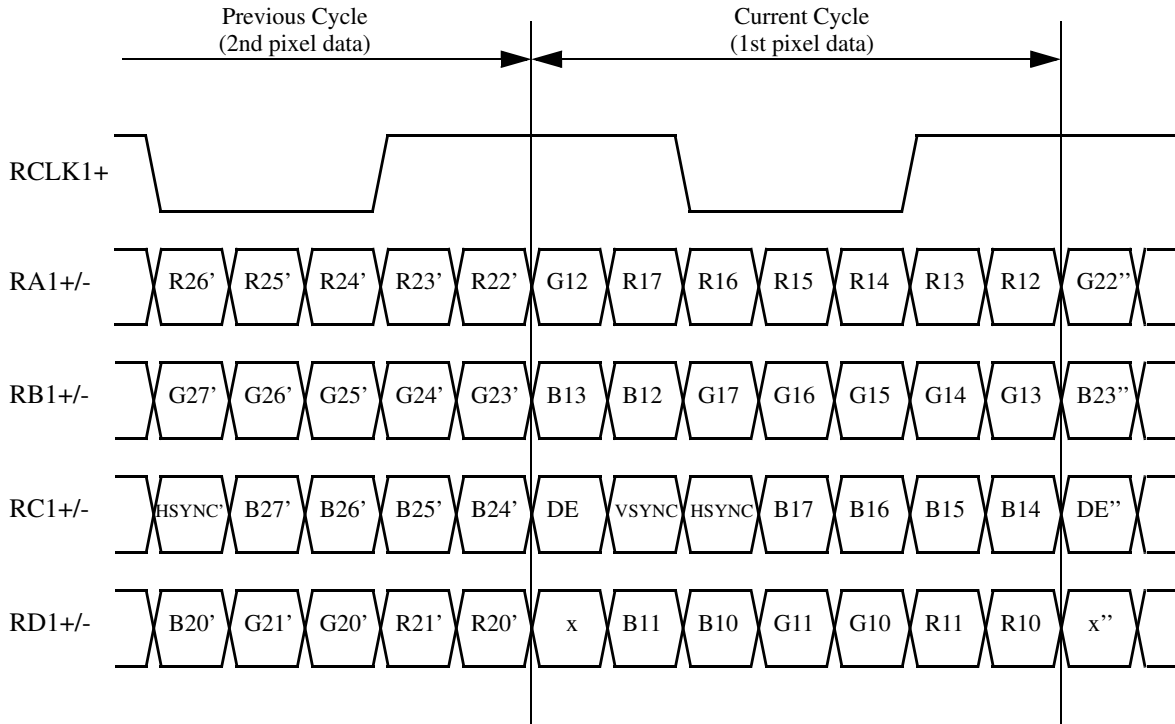 Previous Cycle
(2nd pixel data)
Current Cycle
(1st pixel data)
RCLK1+
RA1+/- R26’ R25’ R24’ R23’ R22’ G12 R17 R16 R15 R14 R13 R12 G22’’
RB1+/- G27’ G26’ G25’ G24’ G23’ B13 B12 G17 G16 G15 G14 G13 B23’’
RC1+/- HSYNC’ B27’ B26’ B25’ B24’ DE VSYNC HSYNC B17 B16 B15 B14 DE’’
RD1+/- B20’ G21’ G20’ R21’ R20’ x B11 B10 G11 G10 R11 R10 x’’